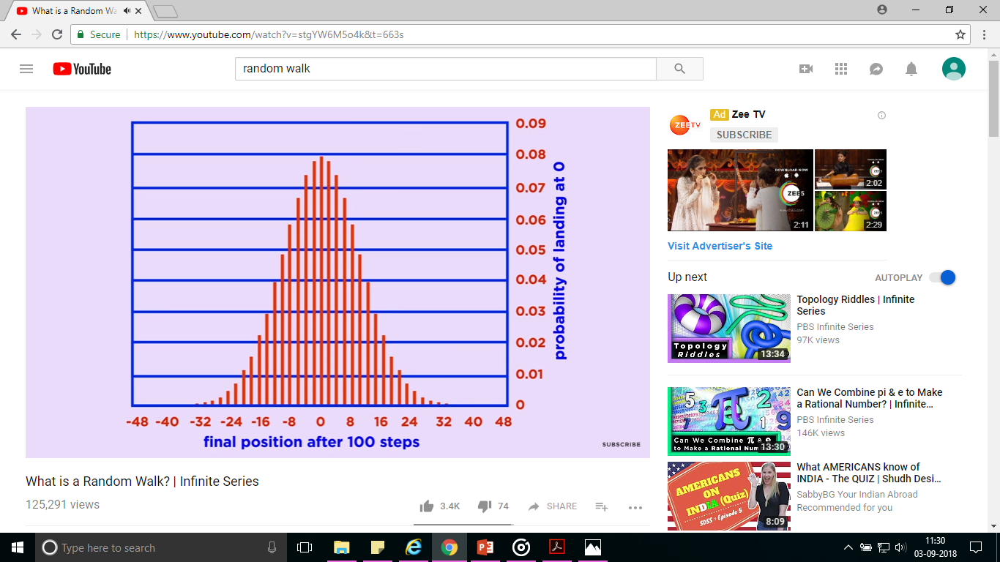 What is a Random Wa
Secure
https://www.youtube.com/watch?v=stgYW6M5o4k&t=663s
YouTube
random walk
0.09
0.08
0.07
0.06
0.05
0.04
0.03
0.02
0.01
0
probability of landing at 0
-48 -40 -32 -24 -16 -8 0 8 16 24 32 40 48
final position after 100 steps
SUBSCRIBE
What is a Random Walk? | Infinite Series
125,291 views
3.4K
74
SHARE
ZEE TV
Ad Zee TV
SUBSCRIBE
DOWNLOAD NOW
ZEE5
2:11
2:02
2:29
Visit Advertiser's Site
Up next
AUTOPLAY
Topology
Riddles
13:34
Topology Riddles | Infinite
Series
PBS Infinite Series
97K views
Can We Combine π & e
to Make a Rational Num
13:30
Can We Combine pi & e to Make
a Rational Number? | Infinite...
PBS Infinite Series
146K views
AMERICANS
ON
INDIA (Quiz)
SDSS : Episode 5
8:09
What AMERICANS know of
INDIA - The QUIZ | Shudh Desi...
SabbyBG Your Indian Abroad
Recommended for you
Type here to search
11:30
03-09-2018